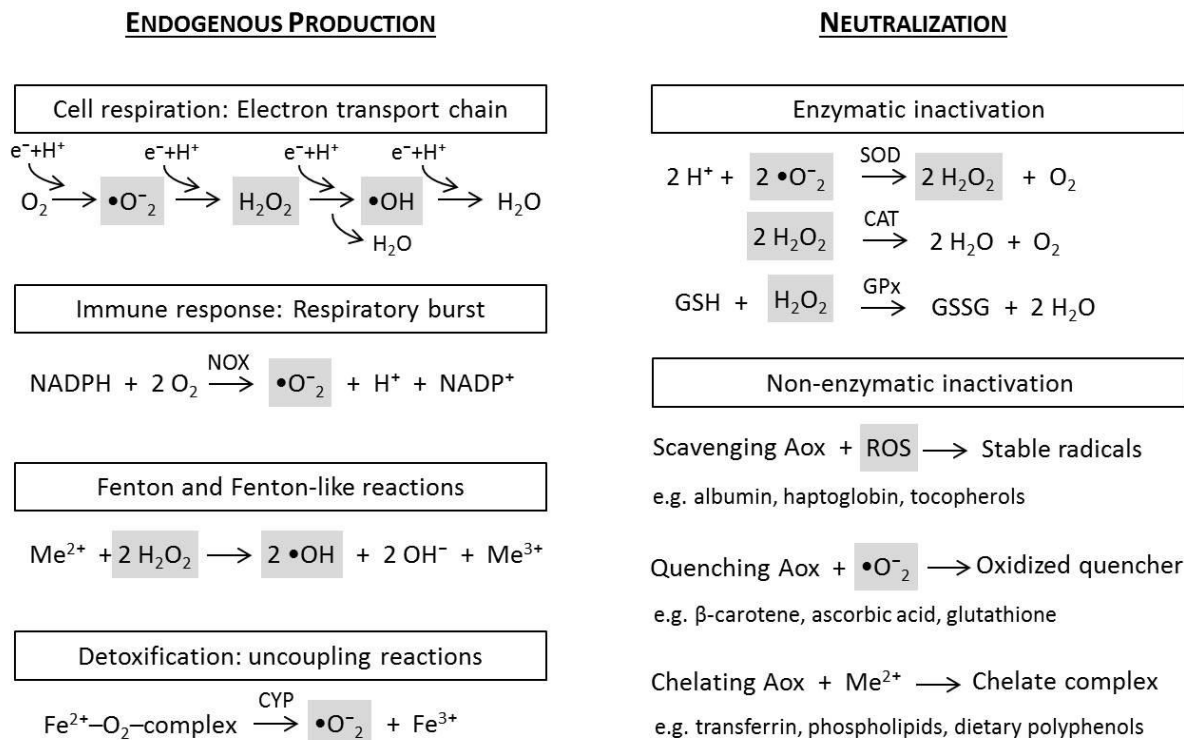 ENDOGENOUS PRODUCTION
Cell respiration: Electron transport chain
e⁻+H⁺ e⁻+H⁺ e⁻+H⁺ e⁻+H⁺
O₂ → •O⁻₂ → H₂O₂ → •OH → H₂O
H₂O
Immune response: Respiratory burst
NOX
NADPH + 2 O₂ → •O⁻₂ + H⁺ + NADP⁺
Fenton and Fenton-like reactions
Me²⁺ + 2 H₂O₂ → 2 •OH + 2 OH⁻ + Me³⁺
Detoxification: uncoupling reactions
CYP
Fe²⁺–O₂–complex → •O⁻₂ + Fe³⁺
NEUTRALIZATION
Enzymatic inactivation
SOD
2 H⁺ + 2 •O⁻₂ → 2 H₂O₂ + O₂
CAT
2 H₂O₂ → 2 H₂O + O₂
GPx
GSH + H₂O₂ → GSSG + 2 H₂O
Non-enzymatic inactivation
Scavenging Aox + ROS → Stable radicals
e.g. albumin, haptoglobin, tocopherols
Quenching Aox + •O⁻₂ → Oxidized quencher
e.g. β-carotene, ascorbic acid, glutathione
Chelating Aox + Me²⁺ → Chelate complex
e.g. transferrin, phospholipids, dietary polyphenols